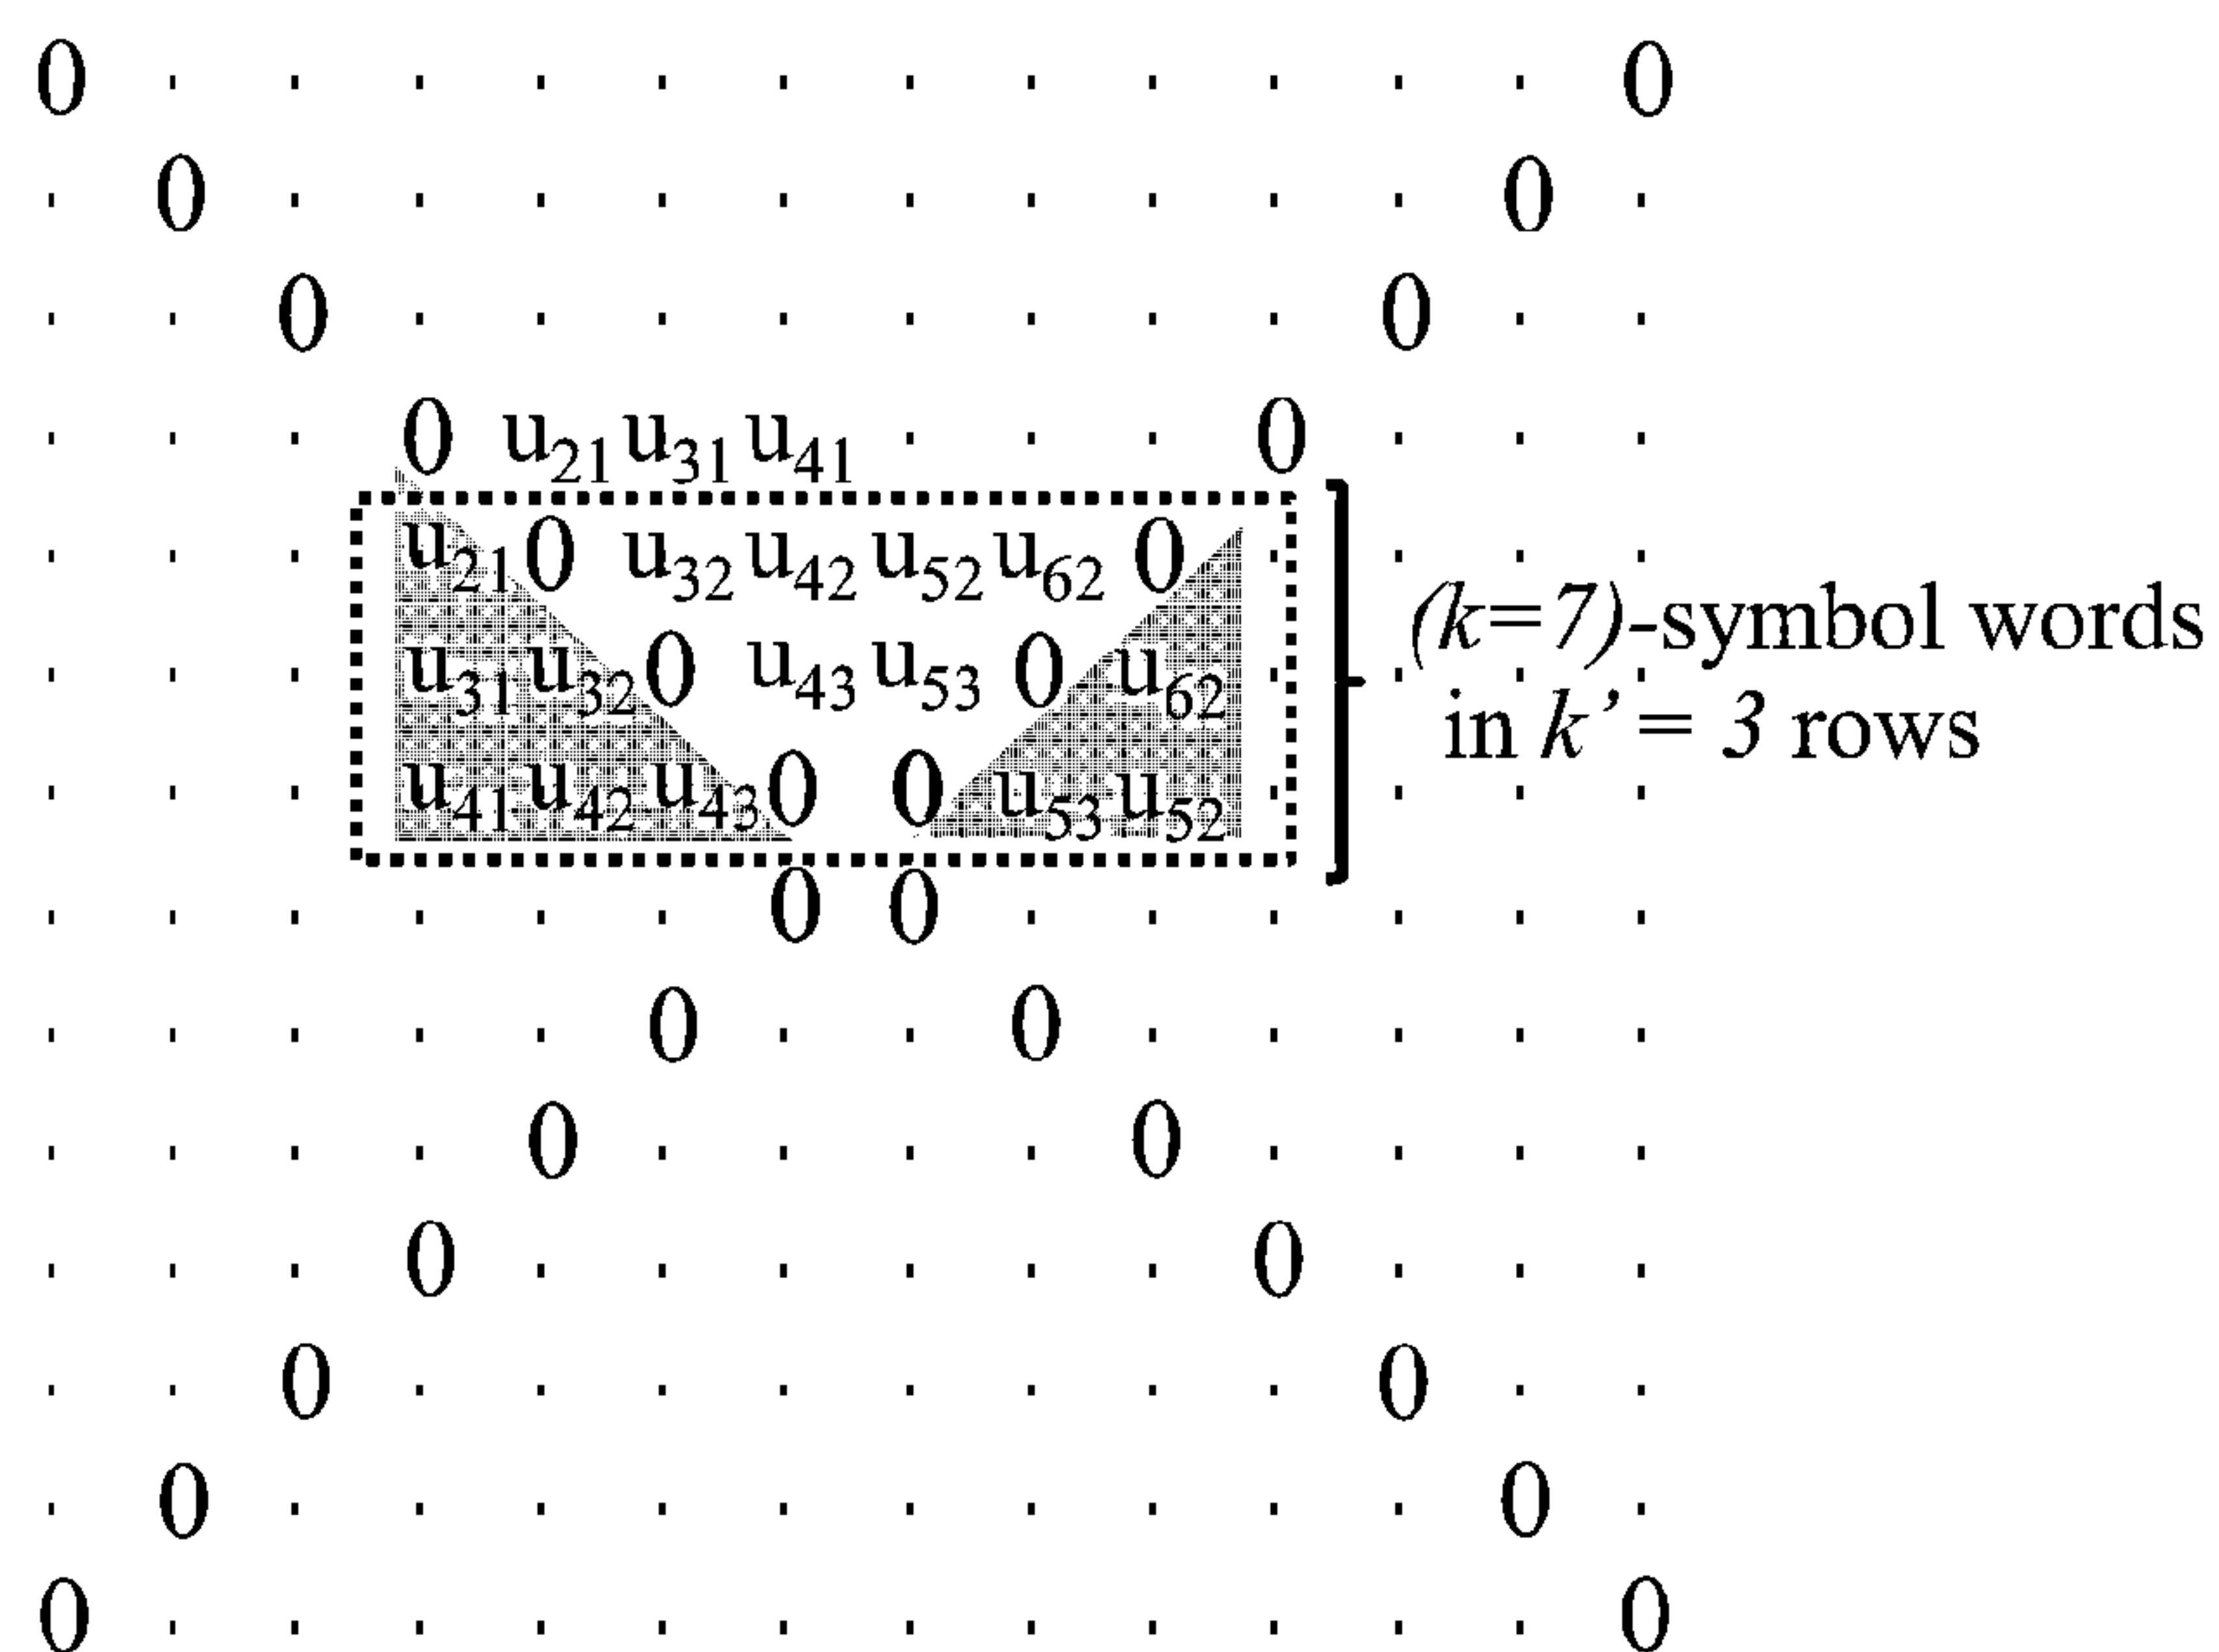 0 . . . . . . . . . . . . 0
. 0 . . . . . . . . . . 0 .
. . 0 . . . . . . . . 0 . .
. . . 0 u21 u31 u41 . . . 0 . . .
. . . u21 0 u32 u42 u52 u62 0 . . . .
(k=7)-symbol words
. . . u31 u32 0 u43 u53 0 u62 . . . .
in k’ = 3 rows
. . . u41 u42 u43 0 0 u53 u52 . . . .
. . . . . . 0 0 . . . . . .
. . . . . 0 . . 0 . . . . .
. . . . 0 . . . . 0 . . . .
. . . 0 . . . . . . 0 . . .
. . 0 . . . . . . . . 0 . .
. 0 . . . . . . . . . . 0 .
0 . . . . . . . . . . . . 0